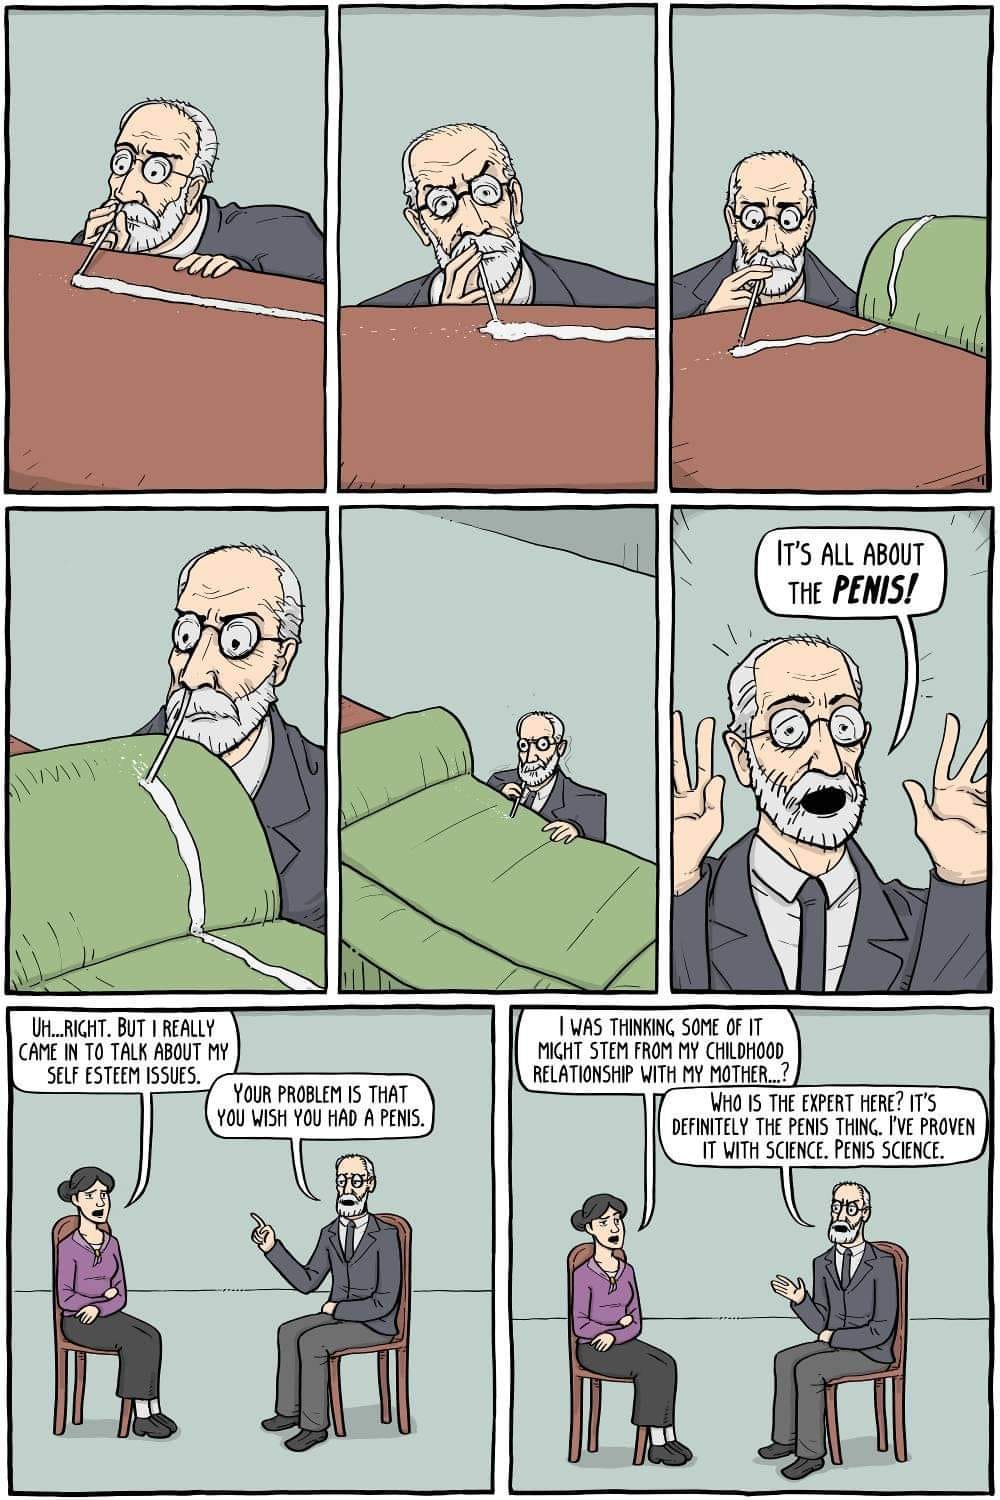 IT'S ALL ABOUT
THE PENIS!
UH...RIGHT. BUT I REALLY
CAME IN TO TALK ABOUT MY
SELF ESTEEM ISSUES.
YOUR PROBLEM IS THAT
YOU WISH YOU HAD A PENIS.
I WAS THINKING SOME OF IT
MIGHT STEM FROM MY CHILDHOOD
RELATIONSHIP WITH MY MOTHER...?
WHO IS THE EXPERT HERE? IT'S
DEFINITELY THE PENIS THING. I'VE PROVEN
IT WITH SCIENCE. PENIS SCIENCE.